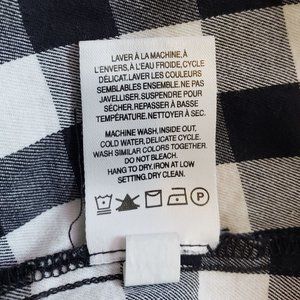 LAVER À LA MACHINE, À
L'ENVERS, À L'EAU FROIDE, CYCLE
DÉLICAT. LAVER LES COULEURS
SEMBLABLES ENSEMBLE. NE PAS
JAVELLISER. SUSPENDRE POUR
SÉCHER. REPASSER À BASSE
TEMPÉRATURE. NETTOYER À SEC.
MACHINE WASH, INSIDE OUT,
COLD WATER, DELICATE CYCLE.
WASH SIMILAR COLORS TOGETHER.
DO NOT BLEACH.
HANG TO DRY. IRON AT LOW
SETTING. DRY CLEAN.
P